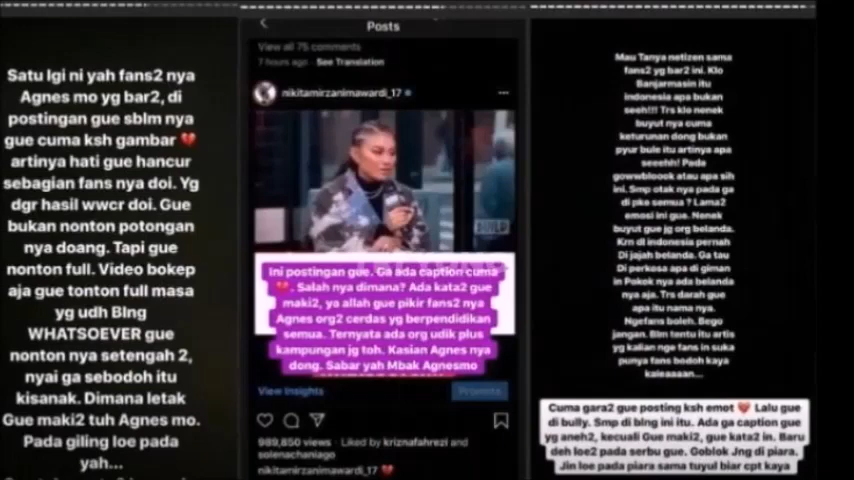 Satu lgi ni yah fans2 nya
Agnes mo yg bar2, di
postingan gue sblm nya
gue cuma ksh gambar 💔
artinya hati gue hancur
sebagian fans nya doi. Yg
dgr hasil wwcr doi. Gue
bukan nonton potongan
nya doang. Tapi gue
nonton full. Video bokep
aja gue tonton full masa
yg udh Blng
WHATSOEVER gue
nonton nya setengah 2,
nyai ga sebodoh itu
kisanak. Dimana letak
Gue maki2 tuh Agnes mo.
Pada giling loe pada
yah...
Posts
View all 75 comments
7 hours ago · See Translation
nikitamirzanimawardi_17
Ini postingan gue. Ga ada caption cuma
💔. Salah nya dimana? Ada kata2 gue
maki2, yo allah gue pikir fans2 nya
Agnes org2 cerdas yg berpendidikan
semua. Ternyata ada org udik plus
kampungan jg toh. Kasian Agnes nya
dong. Sabar yah Mbak Agnesmo
View Insights
Promote
989,850 views · Liked by kriznafahrezi and
solenachaniago
nikitamirzanimawardi_17 💔
Mau Tanya netizen sama
fans2 yg bar2 ini. Klo
Banjarmasin itu
indonesia apa bukan
seeh!!! Trs klo nenek
buyut nya cuma
keturunan dong bukan
pyur bule itu artinya apa
seeehh! Pada
gowwbloook atau apa sih
ini. Smp otak nya pada ga
di pke semua ? Lama2
emosi ini gue. Nenek
buyut gue jg org belanda.
Krn di indonesia pernah
Di jajah belanda. Ga tau
Di perkosa apa di giman
in Pokok nya ada belanda
nya aja. Trs darah gue
apa itu nama nya.
Ngefans boleh. Bego
jangan. Blm tentu itu artis
yg kalian nge fans in suka
punya fans bodoh kaya
kaleaaaan...
Cuma gara2 gue posting ksh emot 💔 Lalu gue
di bully. Smp di blng ini itu. Ada ga caption gue
yg aneh2, kecuali Gue maki2, gue kata2 in. Baru
deh loe2 pada serbu gue. Goblok Jng di piara.
Jin loe pada piara sama tuyul biar cpt kaya